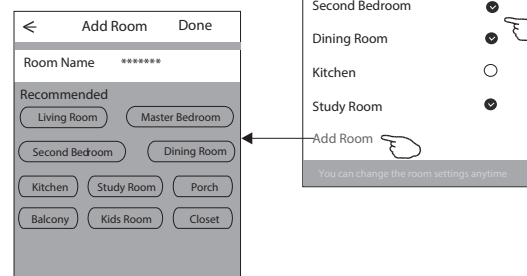 Add Room Done
Room Name *******
Recommended
Living Room Master Bedroom
Second Bedroom Dining Room
Kitchen Study Room Porch
Balcony Kids Room Closet
Second Bedroom
Dining Room
Kitchen
Study Room
Add Room
You can change the room settings anytime